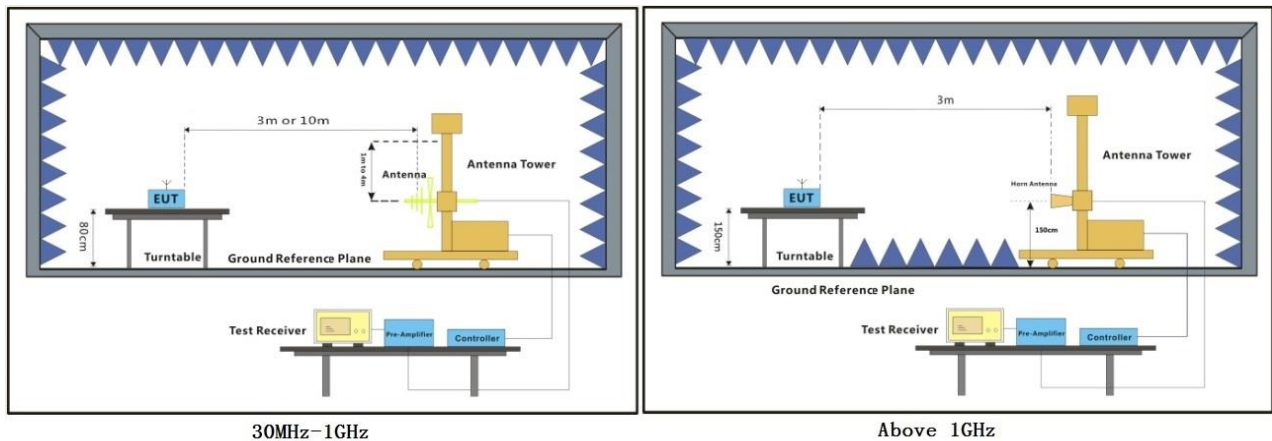 3m or 10m
1m to 4m
Antenna
Antenna Tower
EUT
80cm
Turntable
Ground Reference Plane
Test Receiver
Pre-Amplifier
Controller
30MHz-1GHz
3m
Antenna Tower
Horn Antenna
EUT
150cm
150cm
Turntable
Ground Reference Plane
Test Receiver
Pre-Amplifier
Controller
Above 1GHz